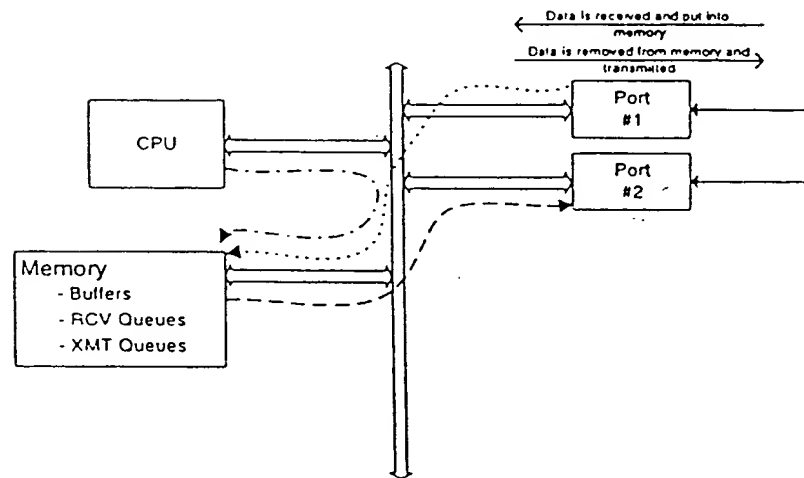 Data is received and put into
memory
Data is removed from memory and
transmitted
Port
#1
CPU
Port
#2
Memory
- Buffers
- RCV Queues
- XMT Queues